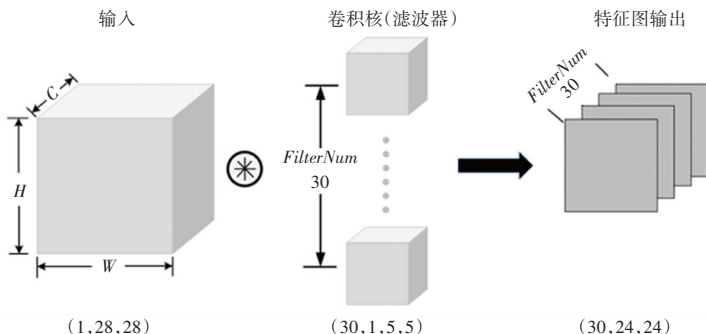 输入
卷积核(滤波器)
特征图输出
C
H
W
FilterNum
30
FilterNum
30
(1,28,28)
(30,1,5,5)
(30,24,24)